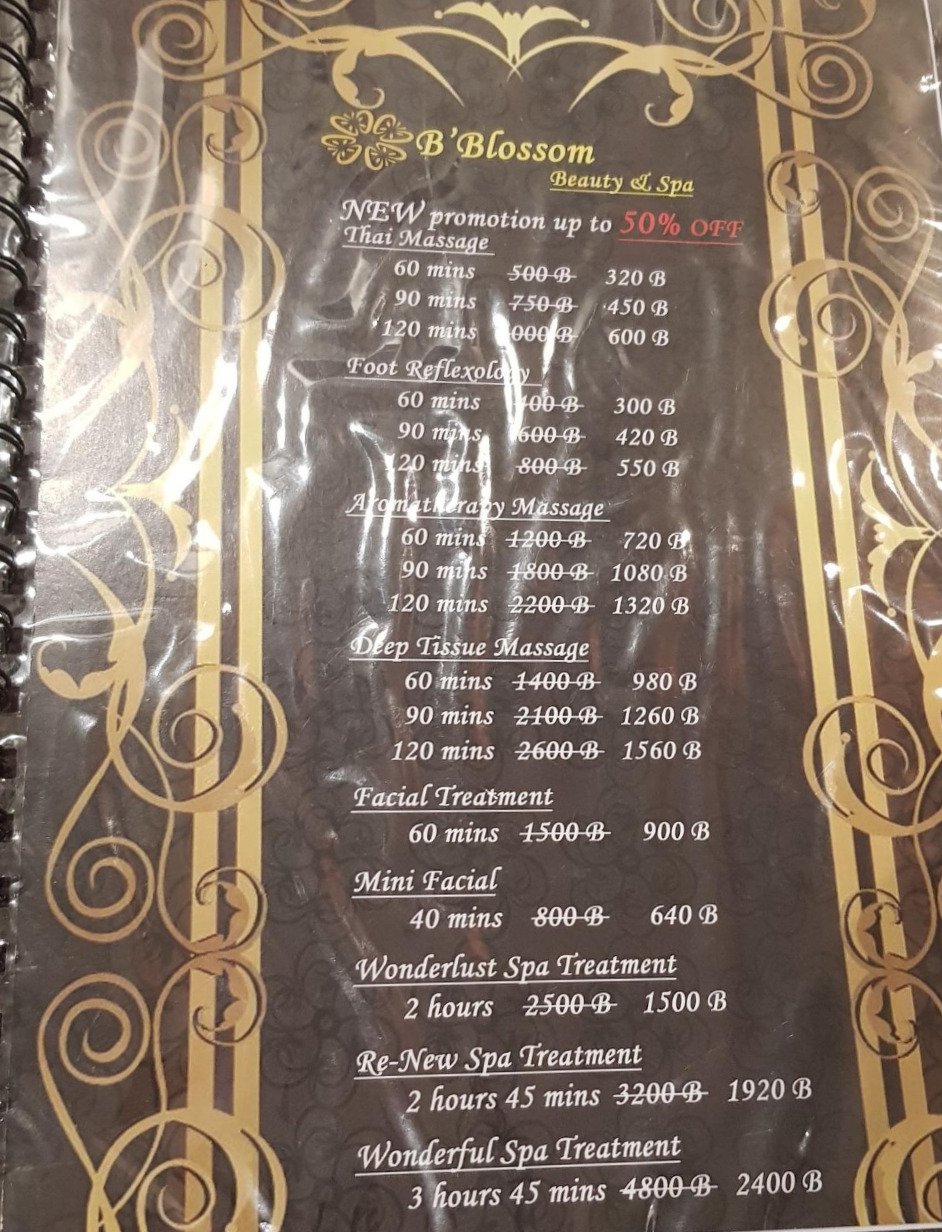 B'Blossom
Beauty & Spa
NEW promotion up to 50% OFF
Thai Massage
60 mins 500 B 320 B
90 mins 750 B 450 B
120 mins 000 B 600 B
Foot Reflexology
60 mins 400 B 300 B
90 mins 600 B 420 B
120 mins 800 B 550 B
Aromatherapy Massage
60 mins 1200 B 720 B
90 mins 1800 B 1080 B
120 mins 2200 B 1320 B
Deep Tissue Massage
60 mins 1400 B 980 B
90 mins 2100 B 1260 B
120 mins 2600 B 1560 B
Facial Treatment
60 mins 1500 B 900 B
Mini Facial
40 mins 800 B 640 B
Wonderlust Spa Treatment
2 hours 2500 B 1500 B
Re-New Spa Treatment
2 hours 45 mins 3200 B 1920 B
Wonderful Spa Treatment
3 hours 45 mins 4800 B 2400 B